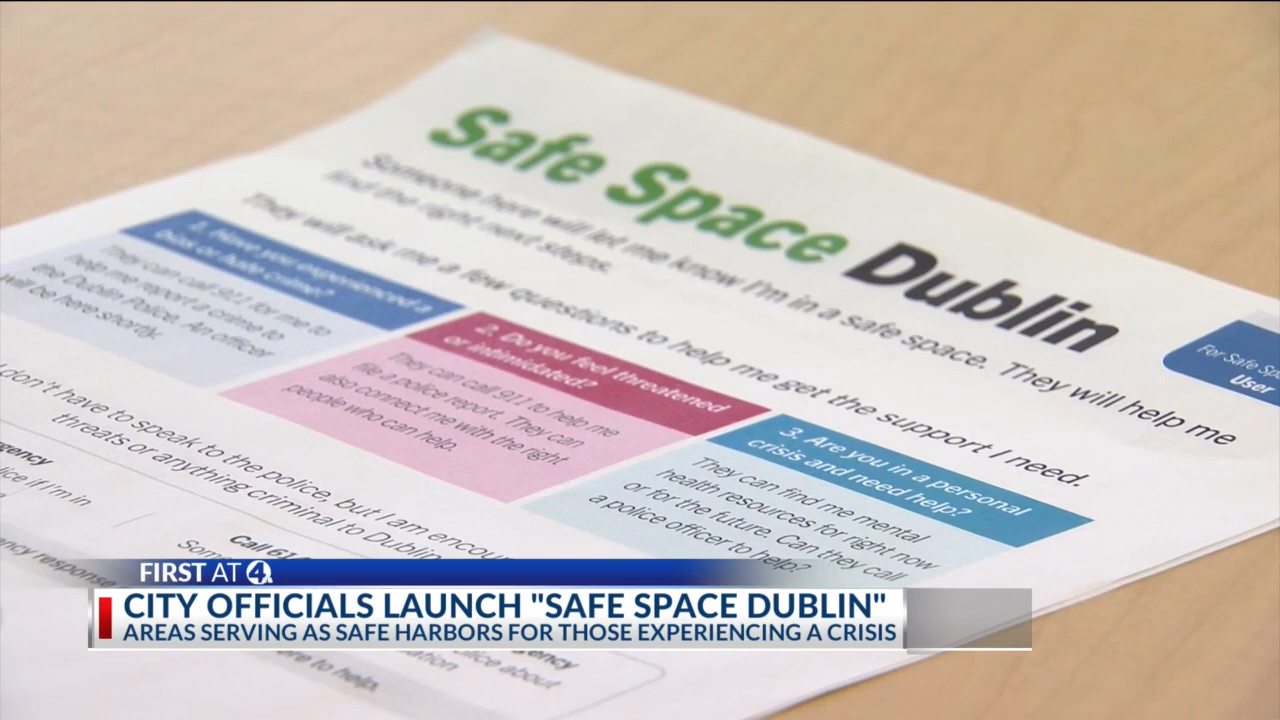 Safe Space Dublin
Someone here will let me know I'm in a safe space. They will help me
find the right next steps.
They will ask me a few questions to help me get the support I need.
For Safe
User
1. Have you experienced a
bias or hate crime?
They can call 911 for me to
help me report a crime to
the Dublin Police. An officer
will be here shortly.
2. Do you feel threatened
or intimidated?
They can call 911 to help me
file a police report. They can
also connect me with the right
people who can help.
3. Are you in a personal
crisis and need help?
They can find me mental
health resources for right now
or for the future. Can they call
a police officer to help?
don't have to speak to the police, but I am
threats or anything criminal to Dublin
if I'm in
response
Call
about
to help.
FIRST AT 4
CITY OFFICIALS LAUNCH "SAFE SPACE DUBLIN"
AREAS SERVING AS SAFE HARBORS FOR THOSE EXPERIENCING A CRISIS